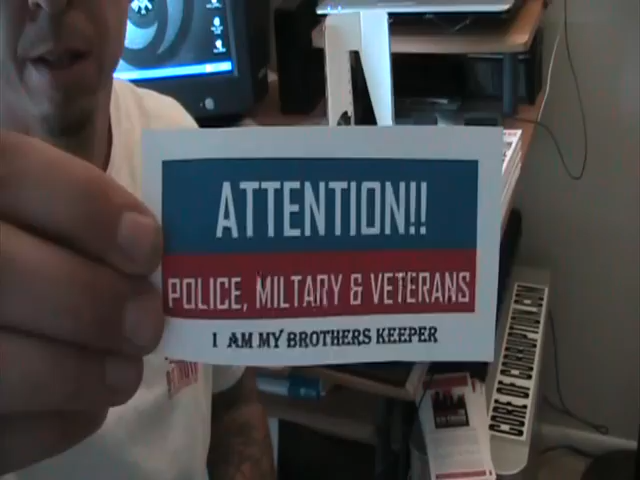 ATTENTION!!
POLICE, MILTARY & VETERANS
I AM MY BROTHERS KEEPER
CORE OF CORRUPTION